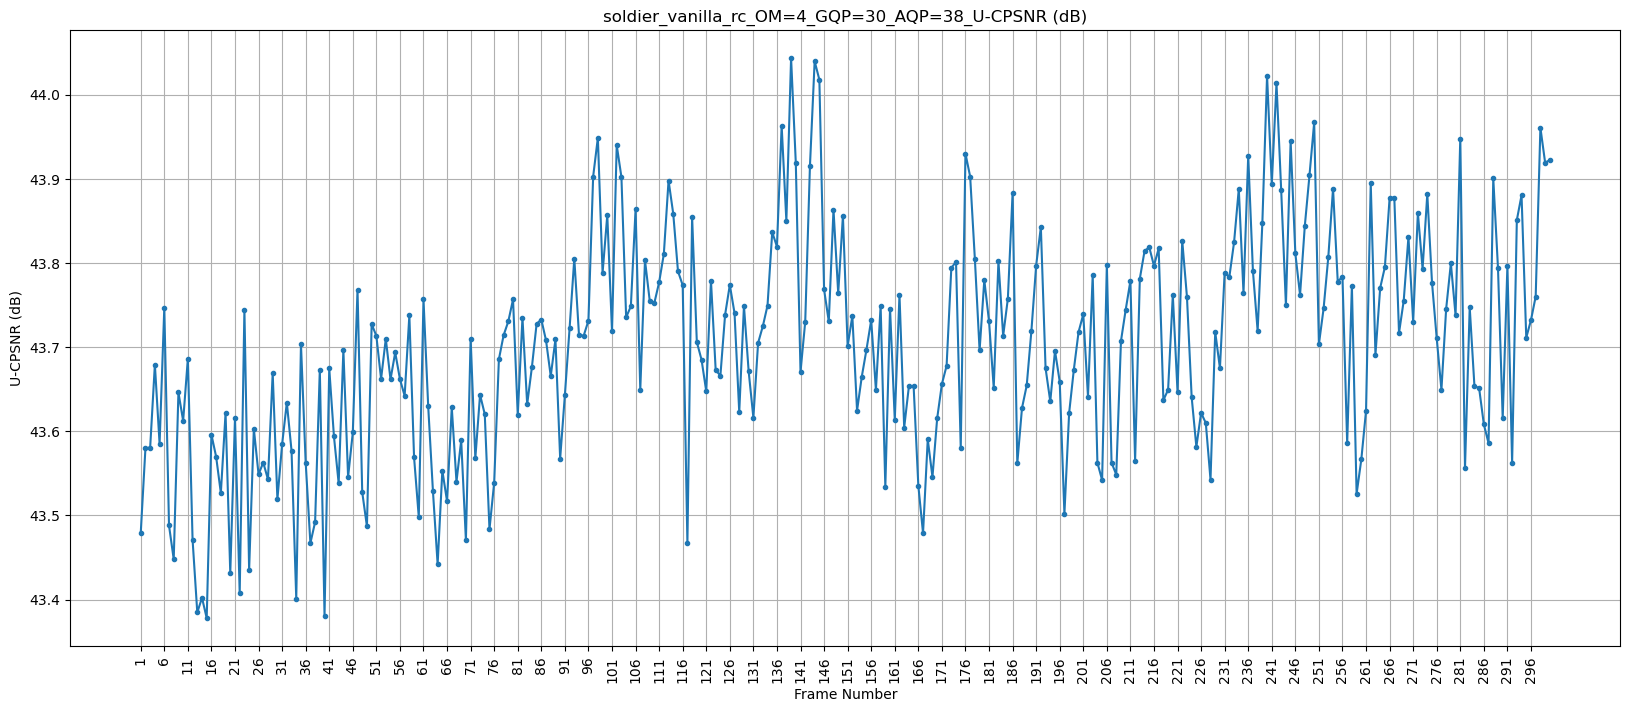 soldier_vanilla_rc_OM=4_GQP=30_AQP=38_U-CPSNR (dB)
U-CPSNR (dB)
44.0
43.9
43.8
43.7
43.6
43.5
43.4
1 6 11 16 21 26 31 36 41 46 51 56 61 66 71 76 81 86 91 96 101 106 111 116 121 126 131 136 141 146 151 156 161 166 171 176 181 186 191 196 201 206 211 216 221 226 231 236 241 246 251 256 261 266 271 276 281 286 291 296
Frame Number